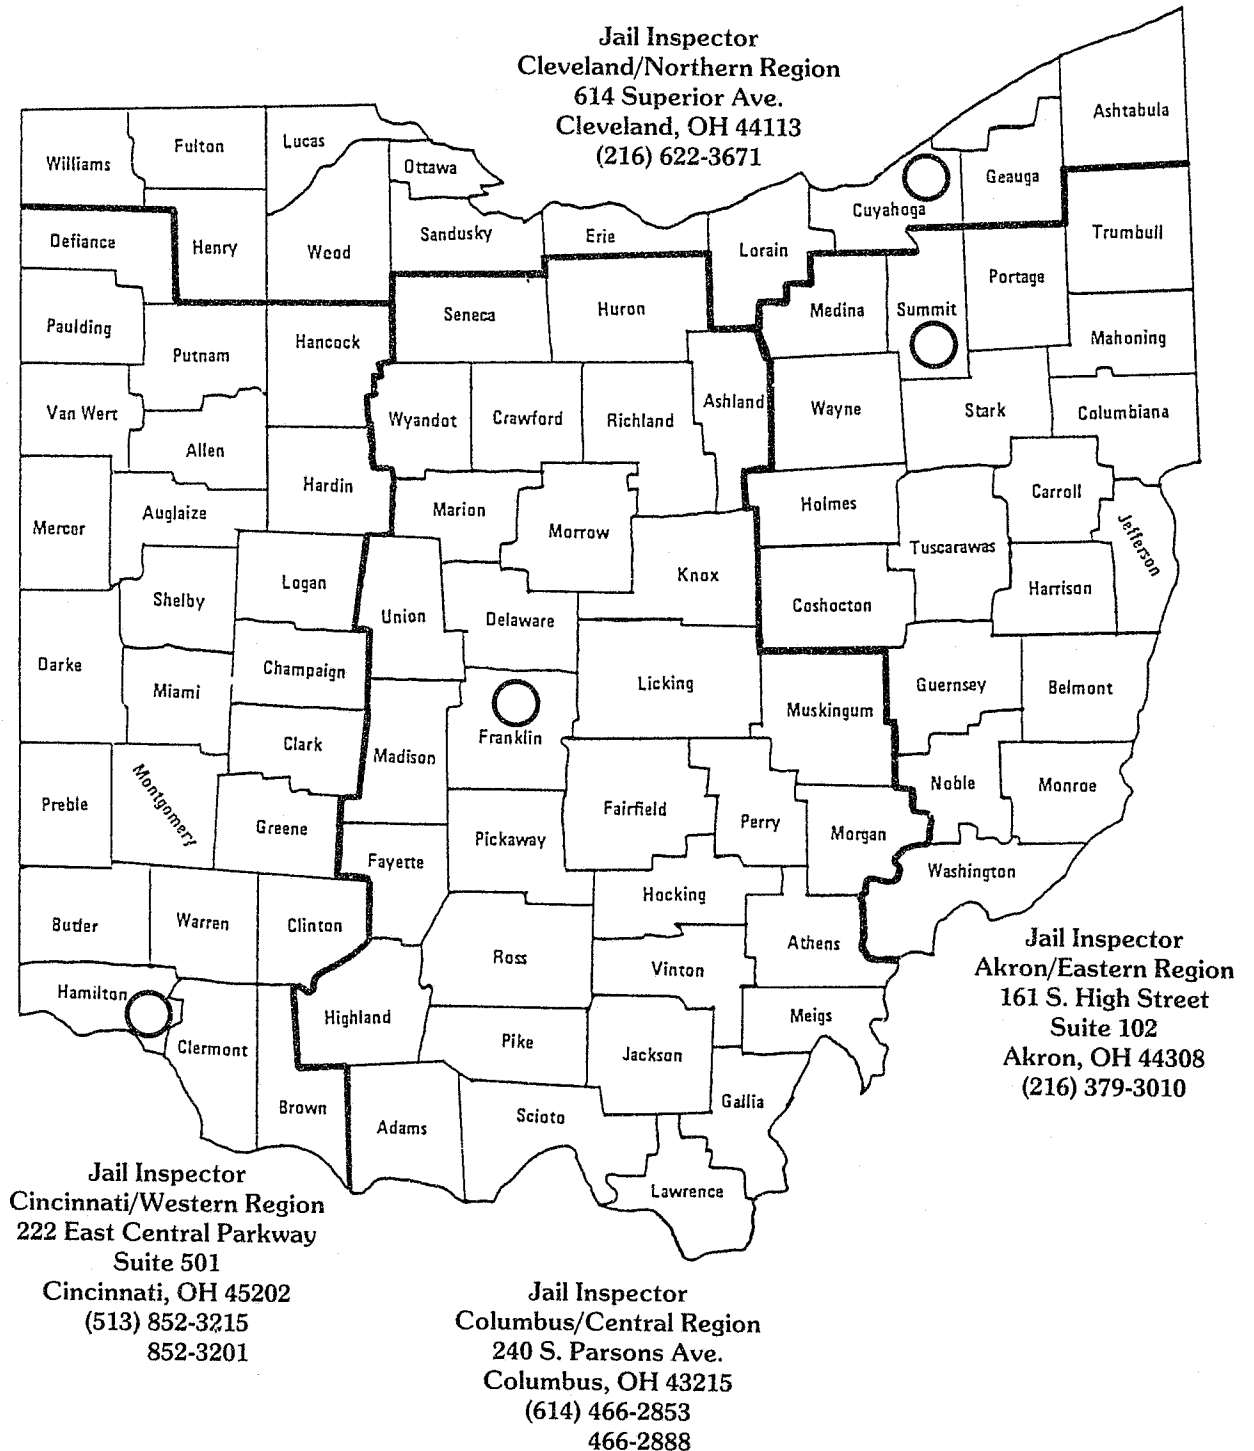 Jail Inspector
Cleveland/Northern Region
614 Superior Ave.
Cleveland, OH 44113
(216) 622-3671
Ashtabula
Williams
Fulton
Lucas
Ottawa
Geauga
Cuyahoga
Defiance
Henry
Wood
Sandusky
Erie
Lorain
Trumbull
Portage
Paulding
Putnam
Hancock
Seneca
Huron
Medina
Summit
Mahoning
Van Wert
Allen
Wyandot
Crawford
Richland
Ashland
Wayne
Stark
Columbiana
Mercer
Auglaize
Hardin
Marion
Morrow
Holmes
Carroll
Jefferson
Tuscarawas
Shelby
Logan
Union
Delaware
Knox
Coshocton
Harrison
Darke
Miami
Champaign
Licking
Muskingum
Guernsey
Belmont
Clark
Madison
Franklin
Preble
Montgomery
Greene
Fayette
Pickaway
Fairfield
Perry
Morgan
Noble
Monroe
Washington
Butler
Warren
Clinton
Ross
Hocking
Athens
Vinton
Hamilton
Clermont
Highland
Pike
Jackson
Meigs
Brown
Adams
Scioto
Gallia
Lawrence
Jail Inspector
Akron/Eastern Region
161 S. High Street
Suite 102
Akron, OH 44308
(216) 379-3010
Jail Inspector
Cincinnati/Western Region
222 East Central Parkway
Suite 501
Cincinnati, OH 45202
(513) 852-3215
852-3201
Jail Inspector
Columbus/Central Region
240 S. Parsons Ave.
Columbus, OH 43215
(614) 466-2853
466-2888